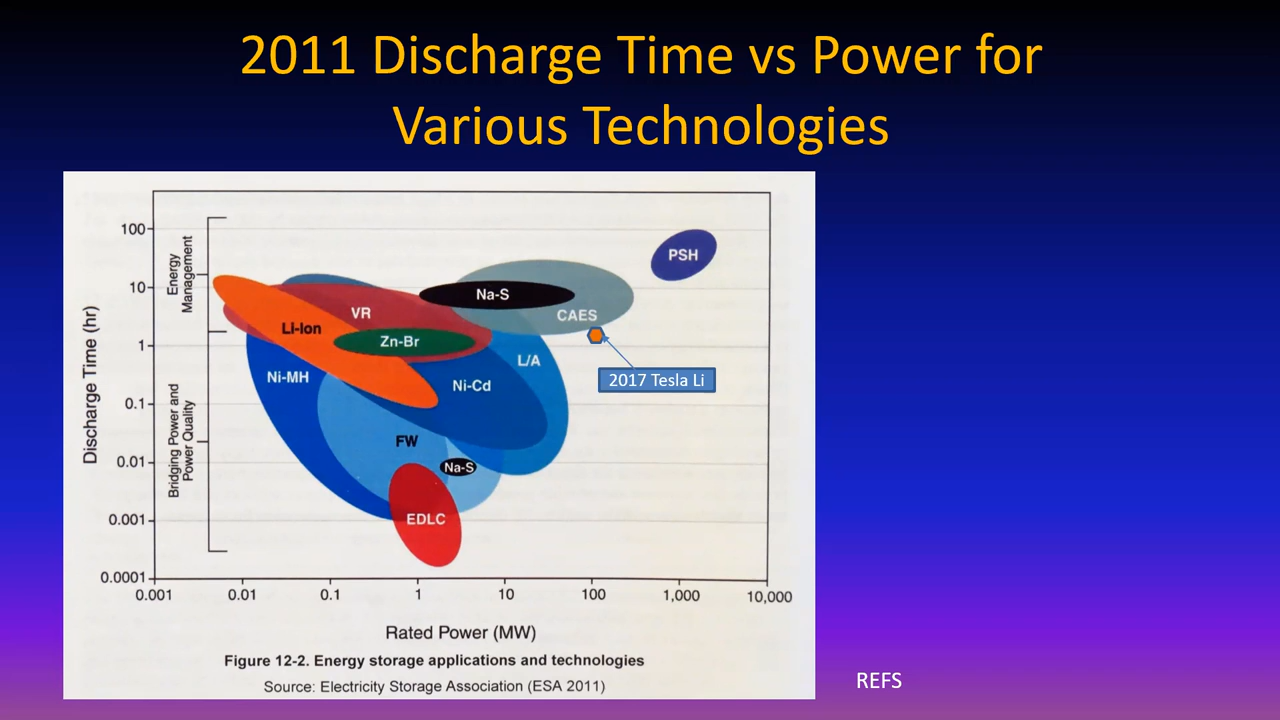 2011 Discharge Time vs Power for
Various Technologies
100
10
1
0.1
0.01
0.001
0.0001
Discharge Time (hr)
Energy
Management
Bridging Power and
Power Quality
PSH
Na-S
CAES
VR
Li-Ion
Zn-Br
L/A
2017 Tesla Li
Ni-MH
Ni-Cd
FW
Na-S
EDLC
0.001 0.01 0.1 1 10 100 1,000 10,000
Rated Power (MW)
Figure 12-2. Energy storage applications and technologies
Source: Electricity Storage Association (ESA 2011)
REFS